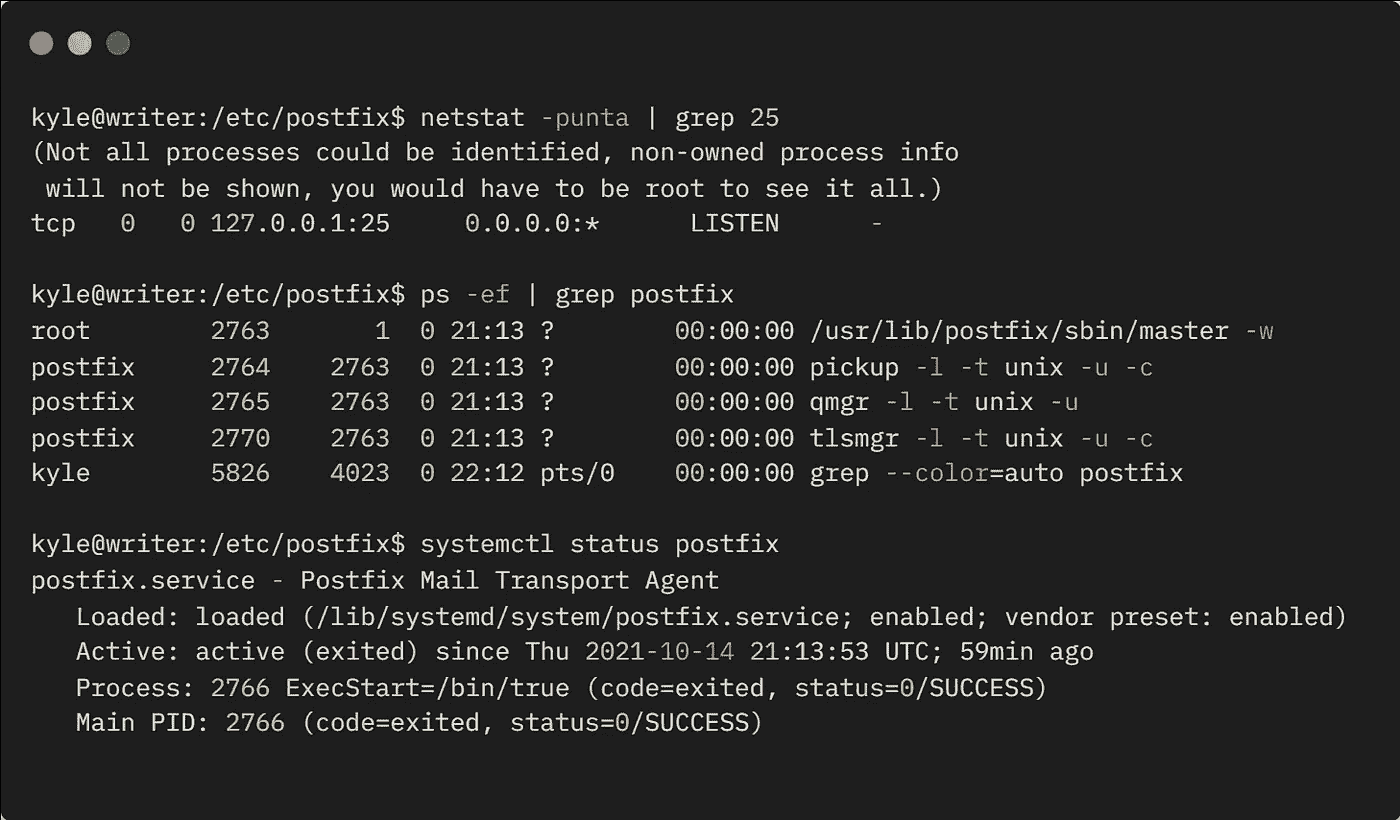 kyle@writer:/etc/postfix$ netstat -punta | grep 25
(Not all processes could be identified, non-owned process info
 will not be shown, you would have to be root to see it all.)
tcp   0   0 127.0.0.1:25     0.0.0.0:*      LISTEN      -
kyle@writer:/etc/postfix$ ps -ef | grep postfix
root        2763       1  0 21:13 ?        00:00:00 /usr/lib/postfix/sbin/master -w
postfix     2764    2763  0 21:13 ?        00:00:00 pickup -l -t unix -u -c
postfix     2765    2763  0 21:13 ?        00:00:00 qmgr -l -t unix -u
postfix     2770    2763  0 21:13 ?        00:00:00 tlsmgr -l -t unix -u -c
kyle        5826    4023  0 22:12 pts/0    00:00:00 grep --color=auto postfix
kyle@writer:/etc/postfix$ systemctl status postfix
postfix.service - Postfix Mail Transport Agent
   Loaded: loaded (/lib/systemd/system/postfix.service; enabled; vendor preset: enabled)
   Active: active (exited) since Thu 2021-10-14 21:13:53 UTC; 59min ago
   Process: 2766 ExecStart=/bin/true (code=exited, status=0/SUCCESS)
   Main PID: 2766 (code=exited, status=0/SUCCESS)